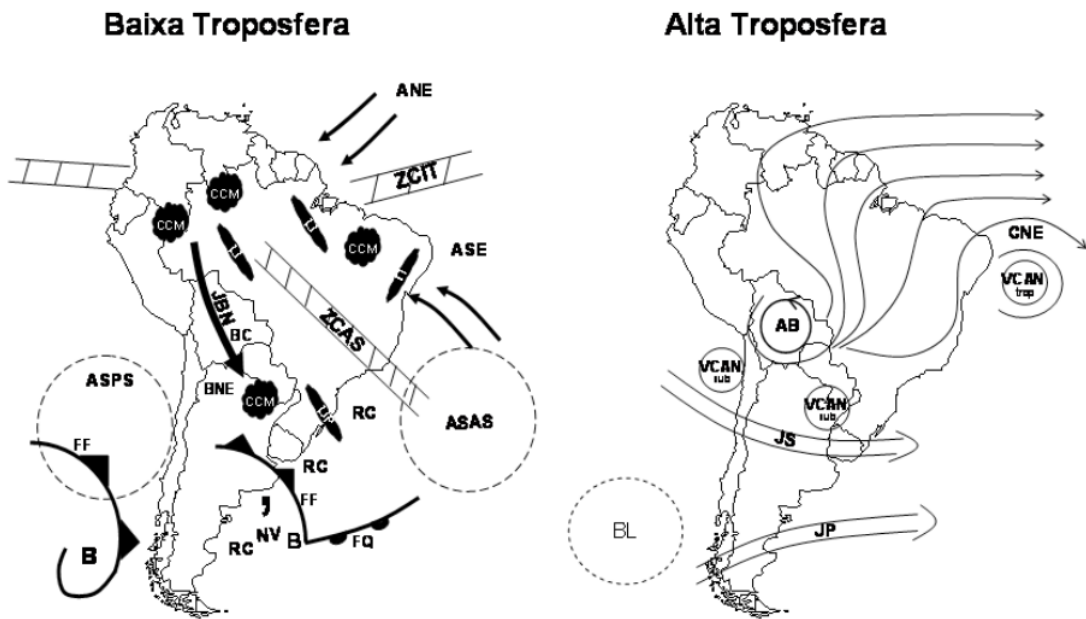 Baixa Troposfera
ANE
ZCIT
CCM
CCM
LI
CCM
LI
LI
ASE
JBN
BC
ZCAS
ASPS
BNE
CCM
LIP
RC
ASAS
FF
RC
FF
B
RC
NV
B
FQ
Alta Troposfera
CNE
VCAN
trop
AB
VCAN
sub
VCAN
sub
JS
BL
JP